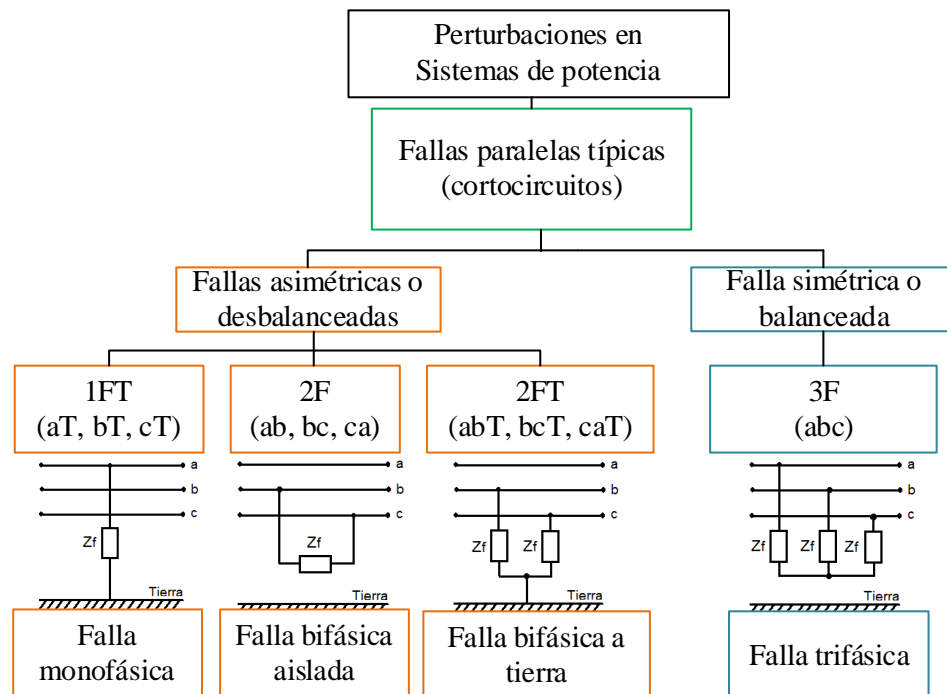 Perturbaciones en
Sistemas de potencia
Fallas paralelas típicas
(cortocircuitos)
Fallas asimétricas o
desbalanceadas
Falla simétrica o
balanceada
1FT
(aT, bT, cT)
2F
(ab, bc, ca)
2FT
(abT, bcT, caT)
3F
(abc)
a
b
c
Zf
Tierra
a
b
c
Zf
Tierra
a
b
c
Zf
Zf
Tierra
a
b
c
Zf
Zf
Zf
Tierra
Falla
monofásica
Falla bifásica
aislada
Falla bifásica a
tierra
Falla trifásica